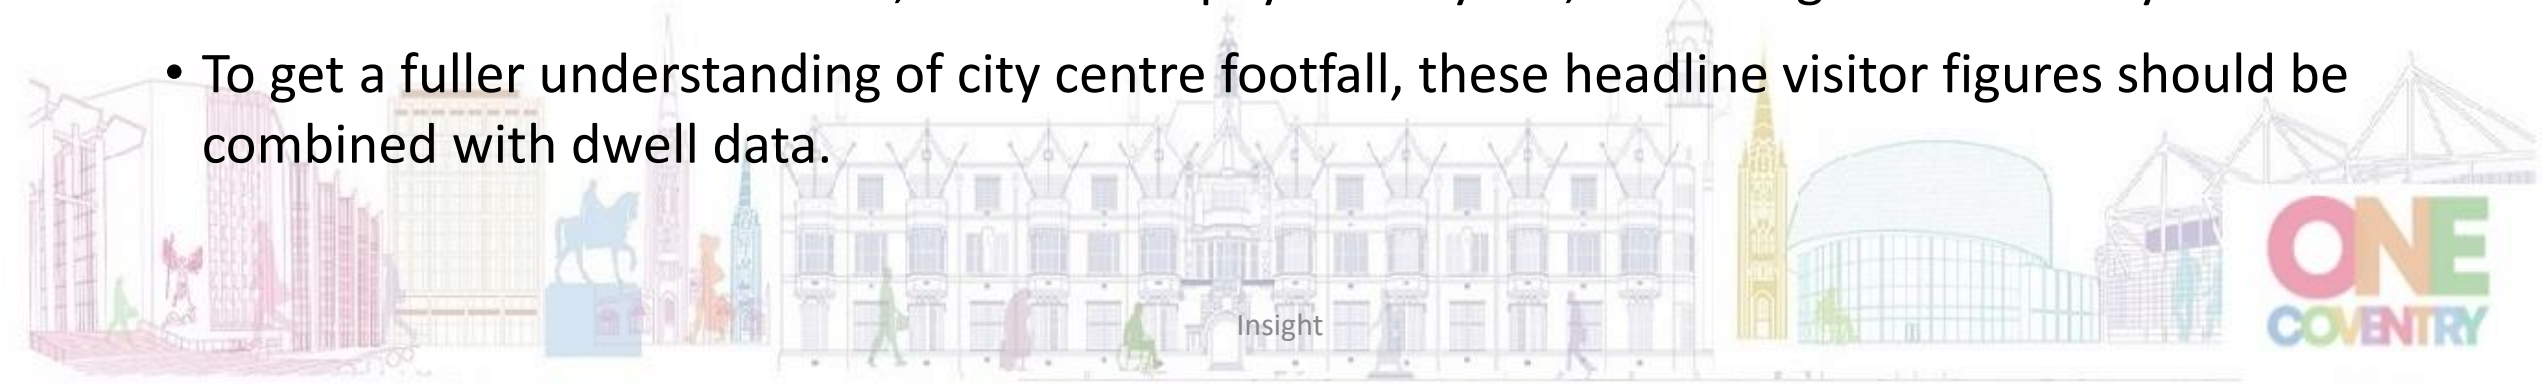 • To get a fuller understanding of city centre footfall, these headline visitor figures should be
combined with dwell data.
Insight
ONE
COVENTRY